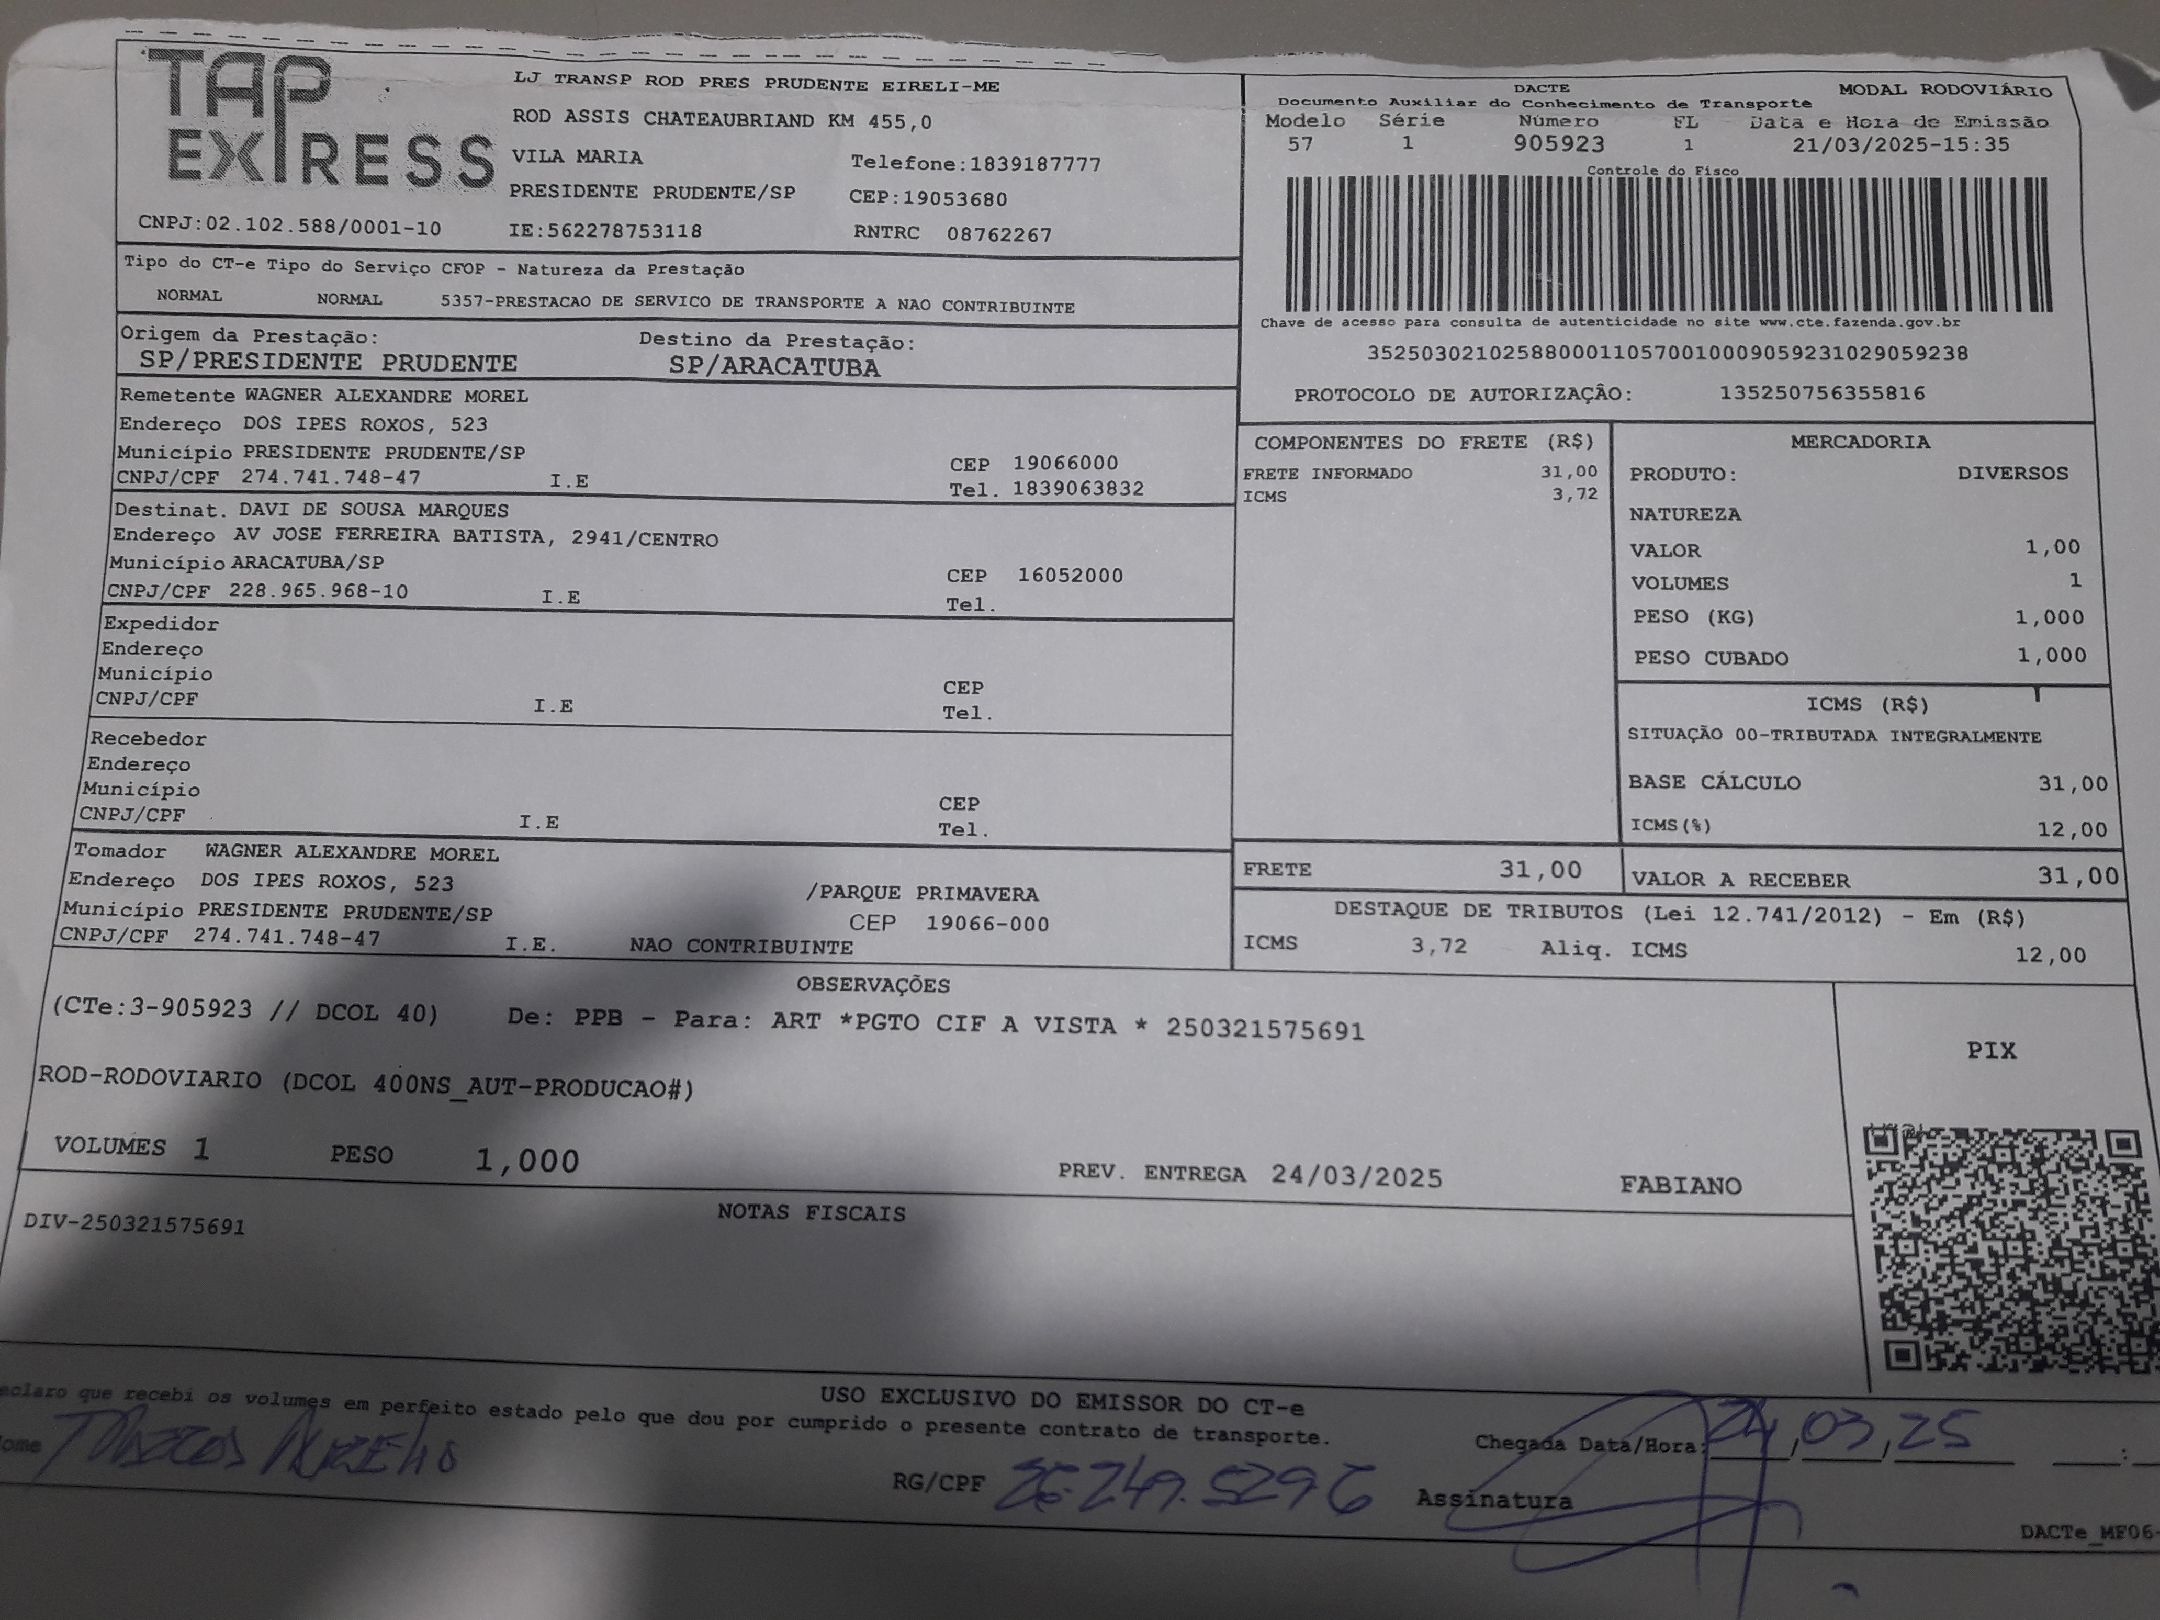 TAP EXPRESS
LJ TRANSP ROD PRES PRUDENTE EIRELI-ME
ROD ASSIS CHATEAUBRIAND KM 455,0
VILA MARIA Telefone:1839187777
PRESIDENTE PRUDENTE/SP CEP:19053680
CNPJ:02.102.588/0001-10 IE:562278753118 RNTRC 08762267
DACTE MODAL RODOVIÁRIO
Documento Auxiliar do Conhecimento de Transporte
Modelo Série Número FL Data e Hora de Emissão
57 1 905923 1 21/03/2025-15:35
Controle do Fisco
Chave de acesso para consulta de autenticidade no site www.cte.fazenda.gov.br
35250302102588000110570010009059231029059238
PROTOCOLO DE AUTORIZAÇÃO: 135250756355816
Tipo do CT-e Tipo do Serviço CFOP - Natureza da Prestação
NORMAL NORMAL 5357-PRESTACAO DE SERVICO DE TRANSPORTE A NAO CONTRIBUINTE
Origem da Prestação: Destino da Prestação:
SP/PRESIDENTE PRUDENTE SP/ARACATUBA
Remetente WAGNER ALEXANDRE MOREL
Endereço DOS IPES ROXOS, 523
Município PRESIDENTE PRUDENTE/SP CEP 19066000
CNPJ/CPF 274.741.748-47 I.E Tel. 1839063832
Destinat. DAVI DE SOUSA MARQUES
Endereço AV JOSE FERREIRA BATISTA, 2941/CENTRO
Município ARACATUBA/SP CEP 16052000
CNPJ/CPF 228.965.968-10 I.E Tel.
Expedidor
Endereço
Município CEP
CNPJ/CPF I.E Tel.
Recebedor
Endereço
Município CEP
CNPJ/CPF I.E Tel.
Tomador WAGNER ALEXANDRE MOREL
Endereço DOS IPES ROXOS, 523 /PARQUE PRIMAVERA
Município PRESIDENTE PRUDENTE/SP CEP 19066-000
CNPJ/CPF 274.741.748-47 I.E. NAO CONTRIBUINTE
COMPONENTES DO FRETE (R$)
FRETE INFORMADO 31,00
ICMS 3,72
MERCADORIA
PRODUTO: DIVERSOS
NATUREZA
VALOR 1,00
VOLUMES 1
PESO (KG) 1,000
PESO CUBADO 1,000
ICMS (R$)
SITUAÇÃO 00-TRIBUTADA INTEGRALMENTE
BASE CÁLCULO 31,00
ICMS(%) 12,00
FRETE 31,00 VALOR A RECEBER 31,00
DESTAQUE DE TRIBUTOS (Lei 12.741/2012) - Em (R$)
ICMS 3,72 Aliq. ICMS 12,00
OBSERVAÇÕES
(CTe:3-905923 // DCOL 40) De: PPB - Para: ART *PGTO CIF A VISTA * 250321575691
ROD-RODOVIARIO (DCOL 400NS_AUT-PRODUCAO#)
VOLUMES 1 PESO 1,000 PREV. ENTREGA 24/03/2025 FABIANO
PIX
NOTAS FISCAIS
DIV-250321575691
USO EXCLUSIVO DO EMISSOR DO CT-e
eclaro que recebi os volumes em perfeito estado pelo que dou por cumprido o presente contrato de transporte.
ome Marcos Aurelio Chegada Data/Hora: 24/03/25 :
RG/CPF Assinatura
DACTe_MF06-